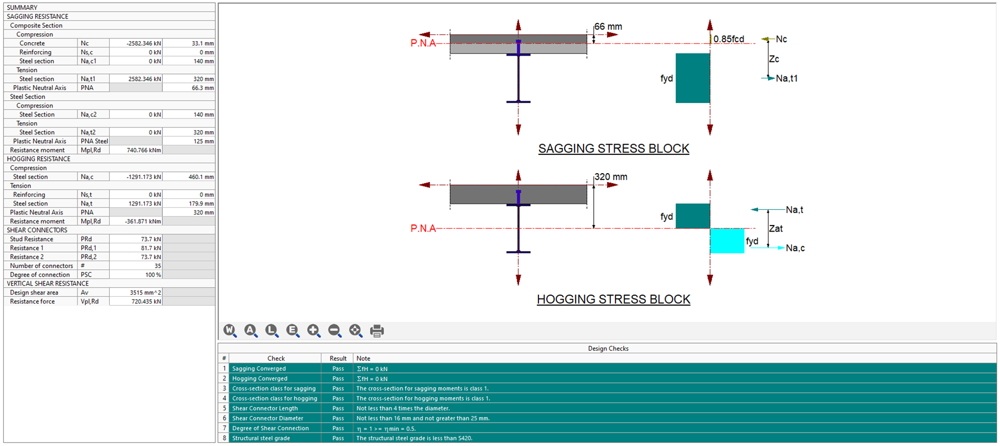 SUMMARY
SAGGING RESISTANCE
Composite Section
Compression
Concrete Nc -2582.346 kN 33.1 mm
Reinforcing Ns,c 0 kN 0 mm
Steel section Na,c1 0 kN 140 mm
Tension
Steel section Na,t1 2582.346 kN 320 mm
Plastic Neutral Axis PNA 66.3 mm
Steel Section
Compression
Steel Section Na,c2 0 kN 140 mm
Tension
Steel Section Na,t2 0 kN 320 mm
Plastic Neutral Axis PNA Steel 125 mm
Resistance moment Mpl,Rd 740.766 kNm
HOGGING RESISTANCE
Compression
Steel section Na,c -1291.173 kN 460.1 mm
Tension
Reinforcing Ns,t 0 kN 0 mm
Steel section Na,t 1291.173 kN 179.9 mm
Plastic Neutral Axis PNA 320 mm
Resistance moment Mpl,Rd -361.871 kNm
SHEAR CONNECTORS
Stud Resistance PRd 73.7 kN
Resistance 1 PRd,1 81.7 kN
Resistance 2 PRd,2 73.7 kN
Number of connectors # 35
Degree of connection PSC 100 %
VERTICAL SHEAR RESISTANCE
Design shear area Av 3515 mm^2
Resistance force Vpl,Rd 720.435 kN
66 mm
P.N.A
0.85fcd
Nc
Zc
fyd
Na,t1
SAGGING STRESS BLOCK
320 mm
fyd
Na,t
P.N.A
Zat
fyd
Na,c
HOGGING STRESS BLOCK
W A L E
Design Checks
# Check Result Note
1 Sagging Converged Pass ΣfH = 0 kN
2 Hogging Converged Pass ΣfH = 0 kN
3 Cross-section class for sagging Pass The cross-section for sagging moments is class 1.
4 Cross-section class for hogging Pass The cross-section for hogging moments is class 1.
5 Shear Connector Length Pass Not less than 4 times the diameter.
6 Shear Connector Diameter Pass Not less than 16 mm and not greater than 25 mm.
7 Degree of Shear Connection Pass η = 1 >= ηmin = 0.5.
8 Structural steel grade Pass The structural steel grade is less than S420.